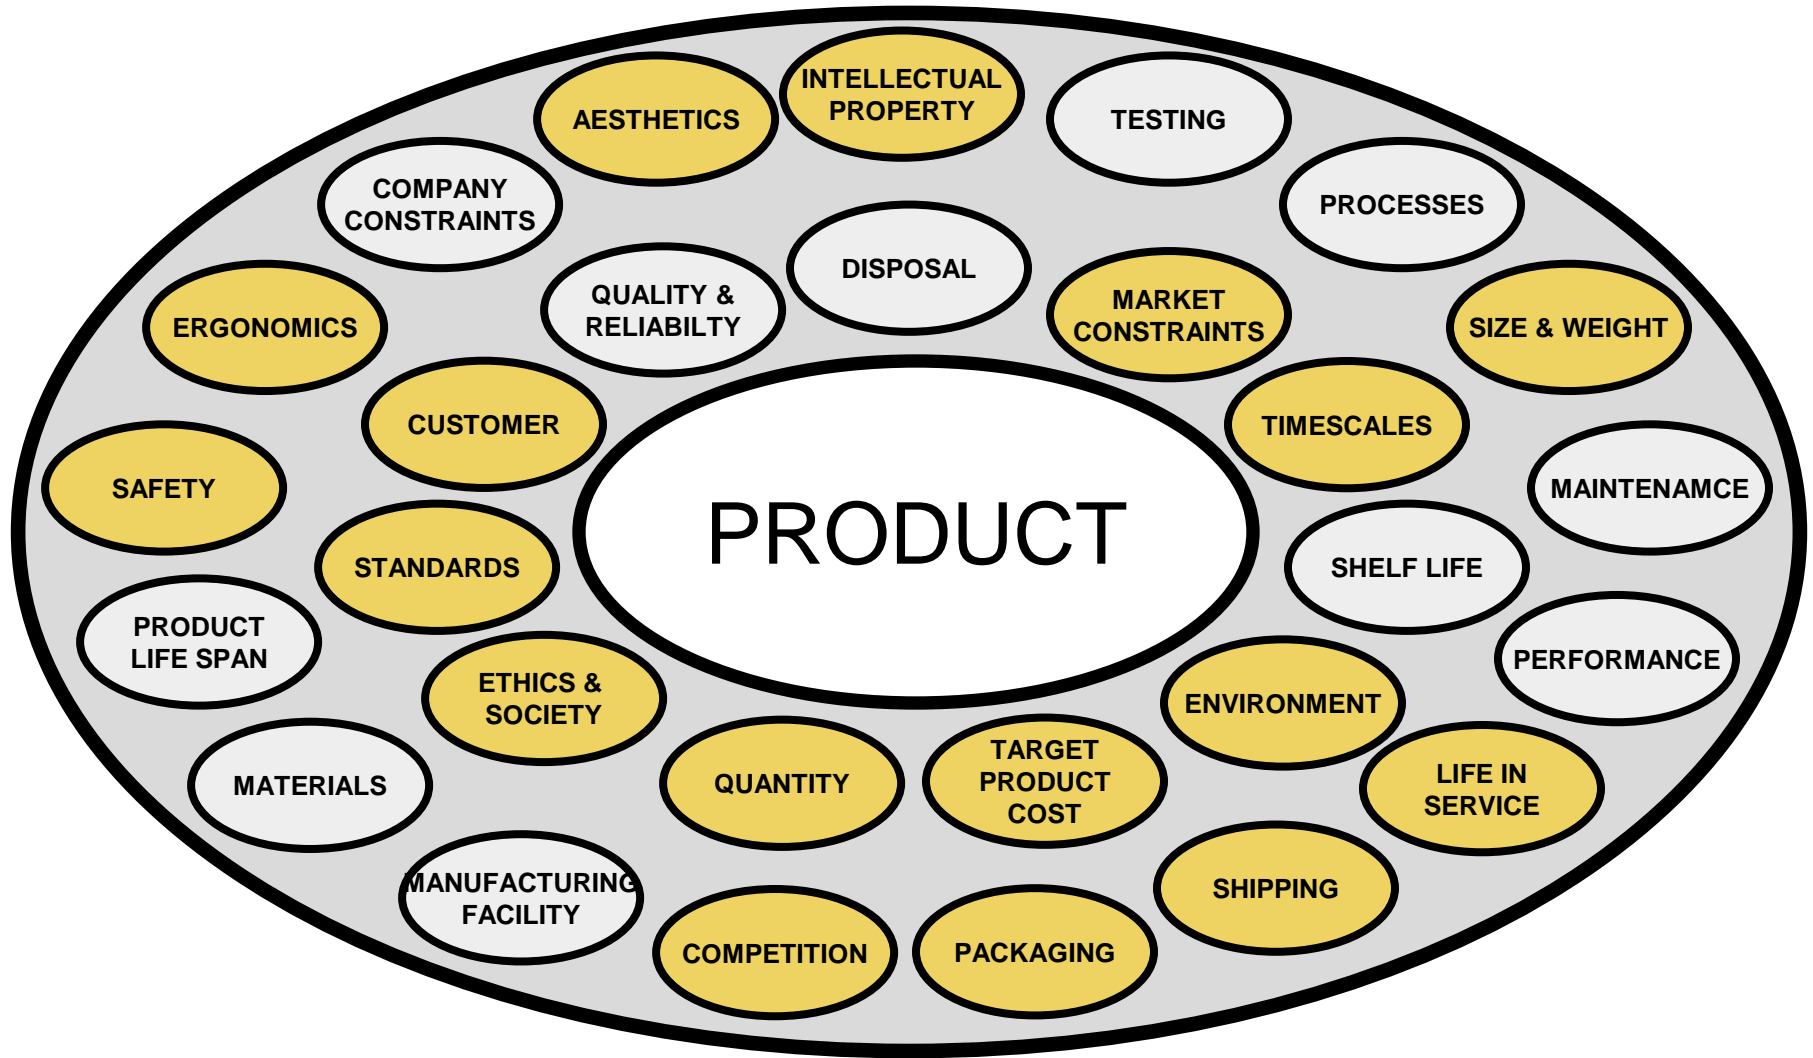 INTELLECTUAL
PROPERTY
AESTHETICS
TESTING
COMPANY
CONSTRAINTS
PROCESSES
DISPOSAL
QUALITY &
RELIABILTY
MARKET
CONSTRAINTS
ERGONOMICS
SIZE & WEIGHT
CUSTOMER
TIMESCALES
SAFETY
MAINTENAMCE
PRODUCT
STANDARDS
SHELF LIFE
PRODUCT
LIFE SPAN
PERFORMANCE
ETHICS &
SOCIETY
ENVIRONMENT
MATERIALS
QUANTITY
TARGET
PRODUCT
COST
LIFE IN
SERVICE
MANUFACTURING
FACILITY
SHIPPING
COMPETITION
PACKAGING